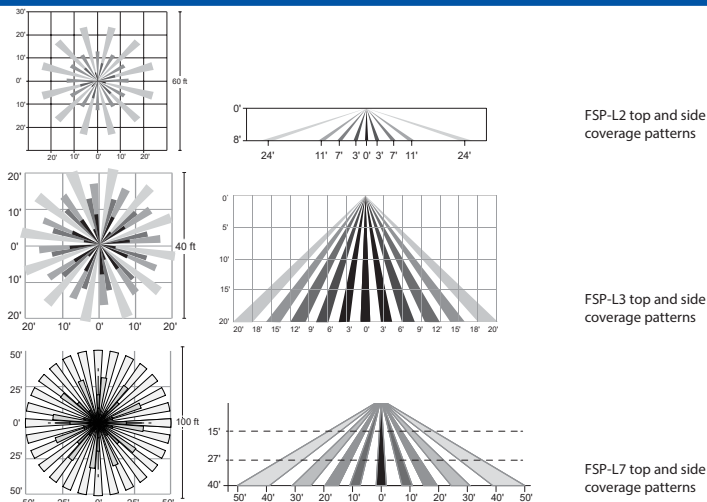 30'
20'
10'
0'
10'
20'
20' 10' 0' 10' 20'
60 ft
0'
8'
24' 11' 7' 3' 0' 3' 7' 11' 24'
FSP-L2 top and side
coverage patterns
20'
10'
0'
10'
20'
20' 10' 0' 10' 20'
40 ft
0'
5'
10'
15'
20'
20' 18' 15' 12' 9' 6' 3' 0' 3' 6' 9' 12' 15' 18' 20'
FSP-L3 top and side
coverage patterns
50'
25'
0'
25'
50'
50' 25' 0' 25' 50'
100 ft
15'
27'
40'
50' 40' 30' 20' 10' 0' 10' 20' 30' 40' 50'
FSP-L7 top and side
coverage patterns